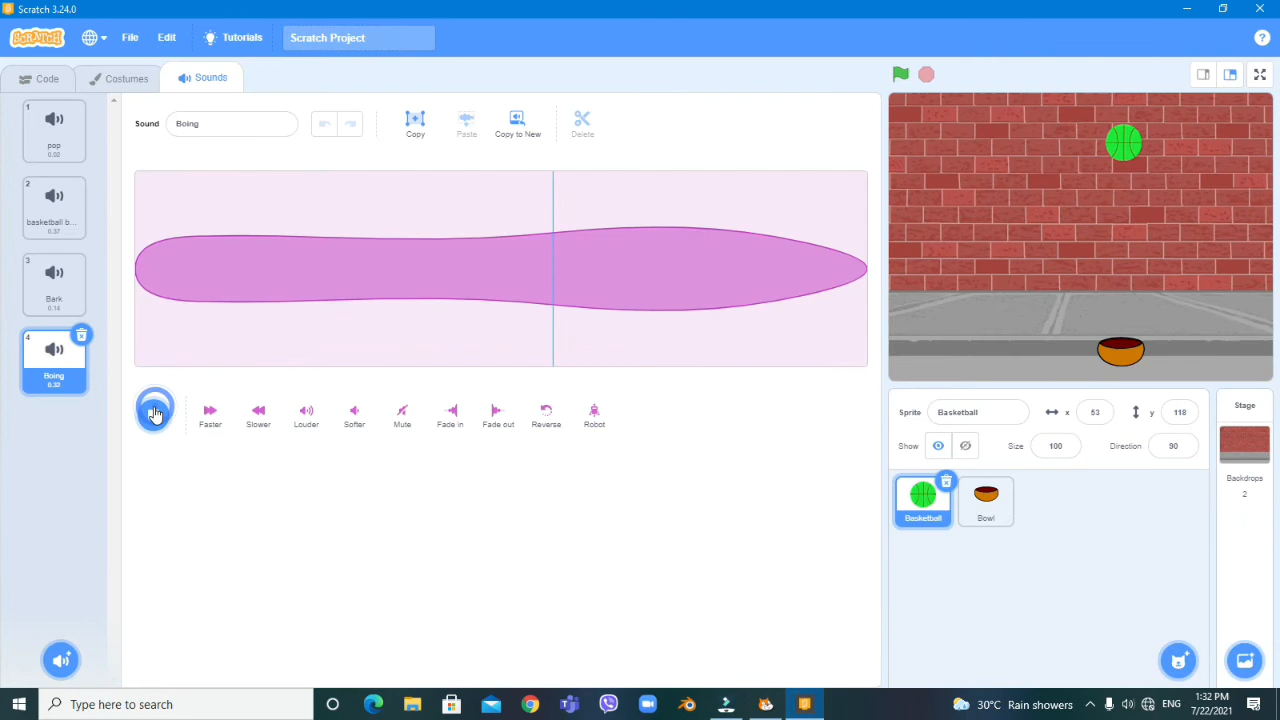 Scratch 3.24.0
SCRATCH File Edit Tutorials Scratch Project ?
Code Costumes Sounds
1
pop
0.02
2
basketball b...
0.37
3
Bark
0.14
4
Boing
0.32
Sound Boing Copy Paste Copy to New Delete
Faster Slower Louder Softer Mute Fade in Fade out Reverse Robot
Sprite Basketball x 53 y 118
Show Size 100 Direction 90
Basketball Bowl
Stage
Backdrops
2
Type here to search
30°C Rain showers ENG
1:32 PM
7/22/2021